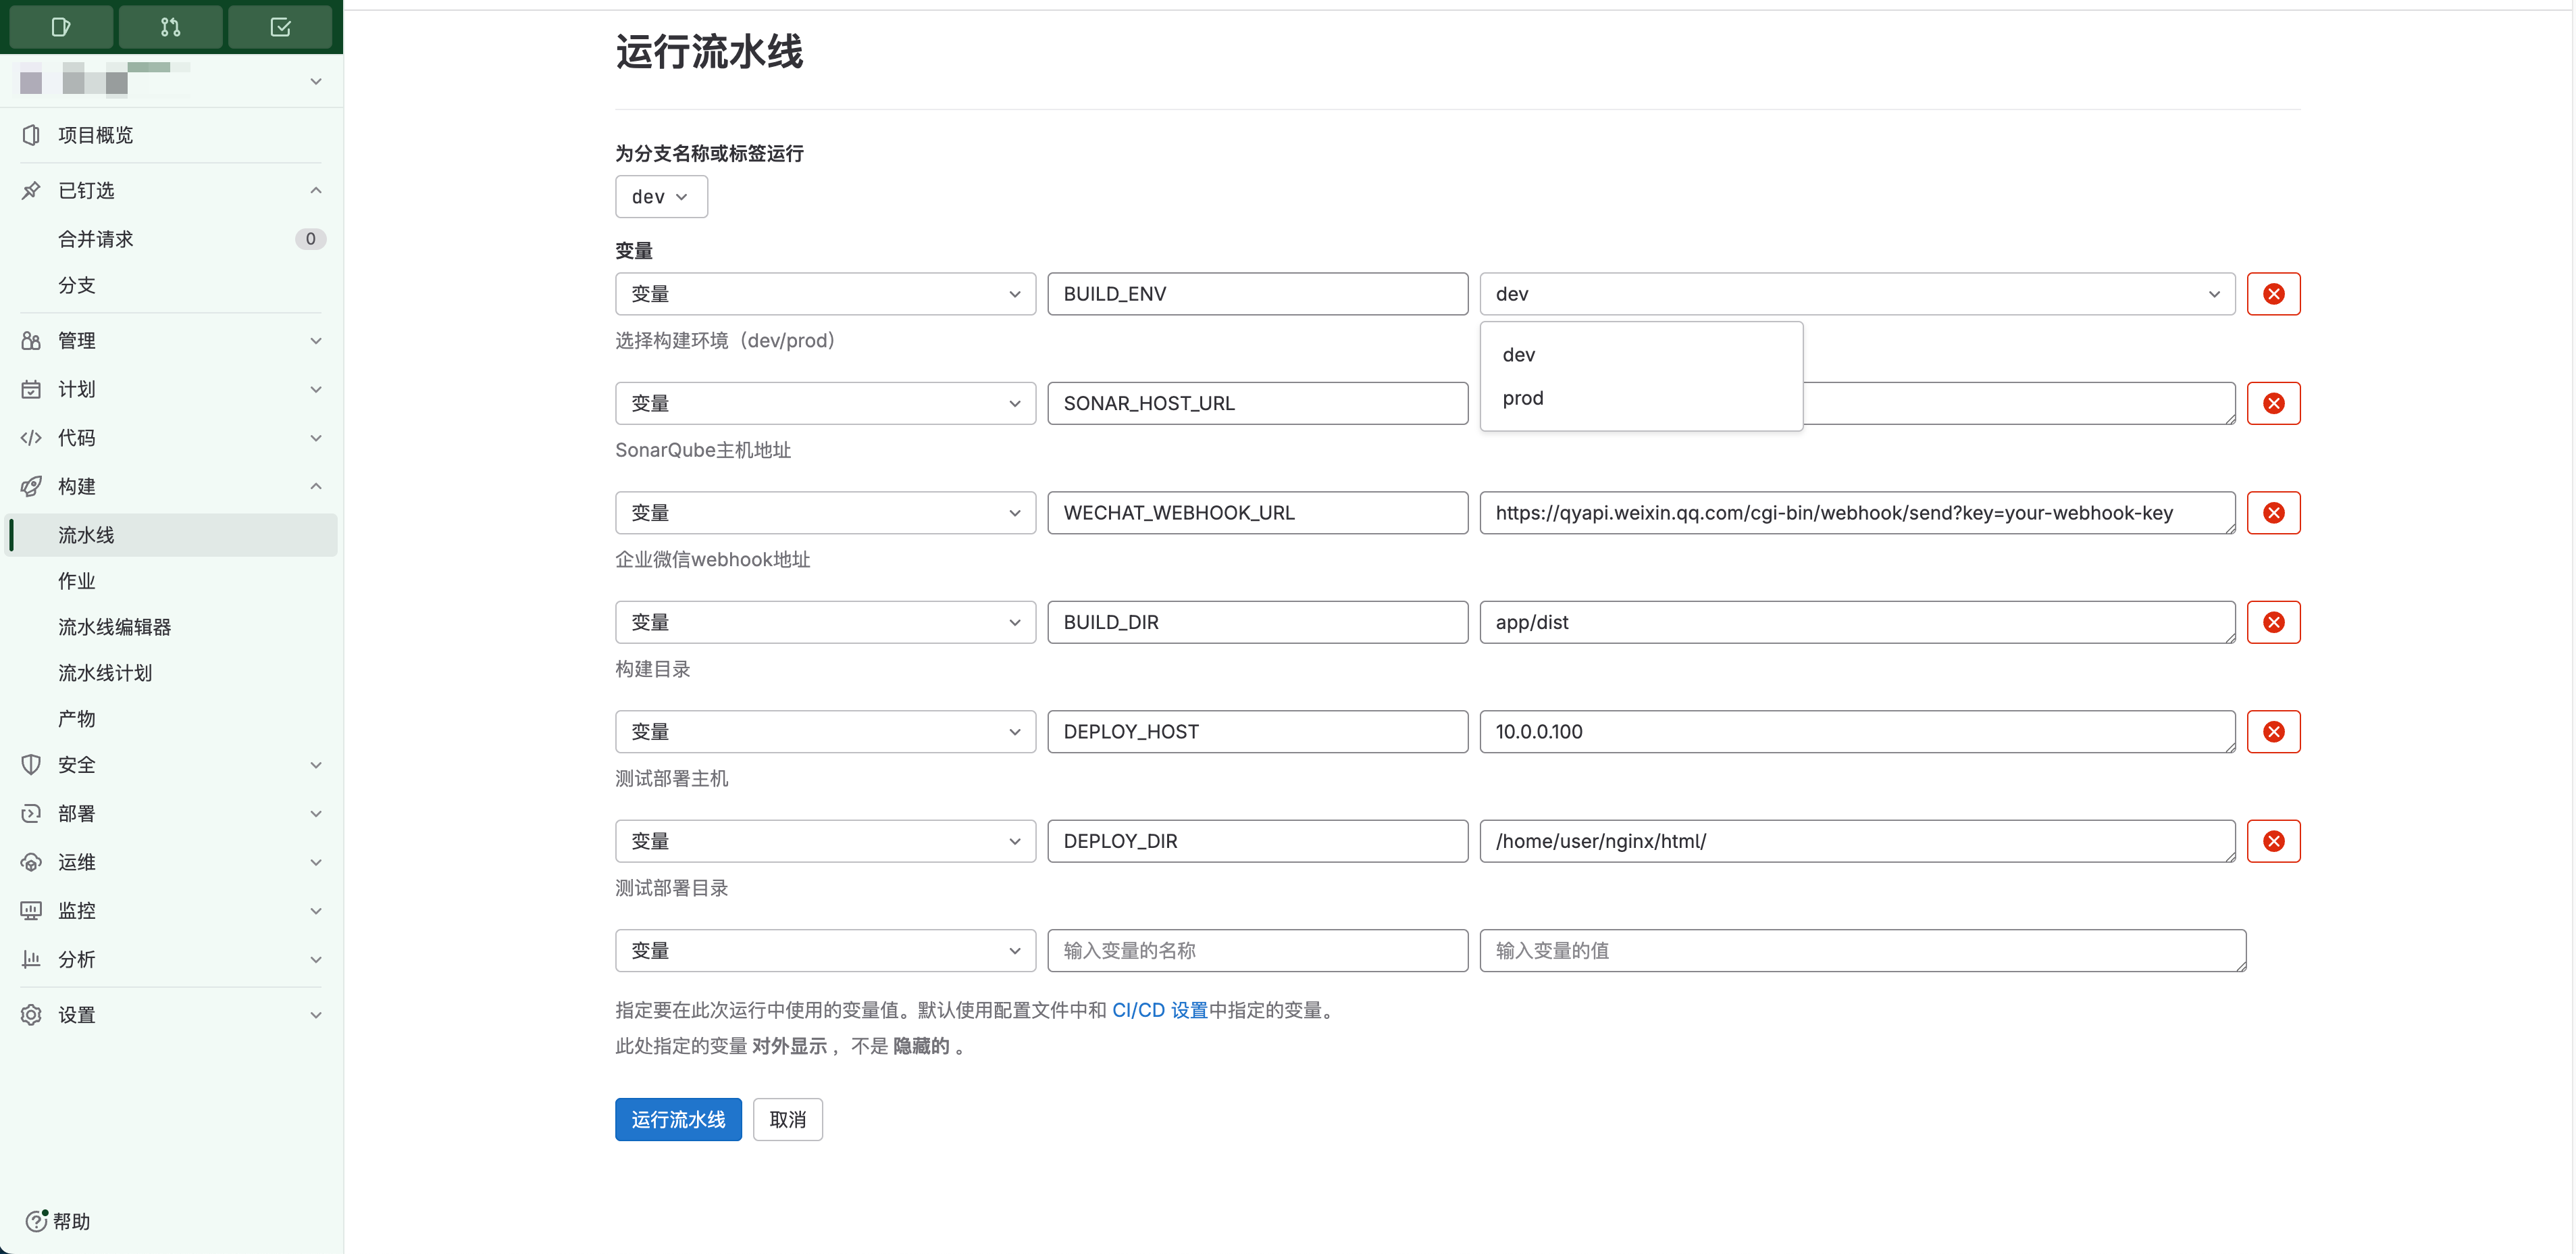 项目概览
已钉选
合并请求 0
分支
管理
计划
代码
构建
流水线
作业
流水线编辑器
流水线计划
产物
安全
部署
运维
监控
分析
设置
帮助
运行流水线
为分支名称或标签运行
dev
变量
变量 BUILD_ENV dev
选择构建环境（dev/prod）
dev
prod
变量 SONAR_HOST_URL
SonarQube主机地址
变量 WECHAT_WEBHOOK_URL https://qyapi.weixin.qq.com/cgi-bin/webhook/send?key=your-webhook-key
企业微信webhook地址
变量 BUILD_DIR app/dist
构建目录
变量 DEPLOY_HOST 10.0.0.100
测试部署主机
变量 DEPLOY_DIR /home/user/nginx/html/
测试部署目录
变量 输入变量的名称 输入变量的值
指定要在此次运行中使用的变量值。默认使用配置文件中和 CI/CD 设置中指定的变量。
此处指定的变量 对外显示 ，不是 隐藏的 。
运行流水线 取消